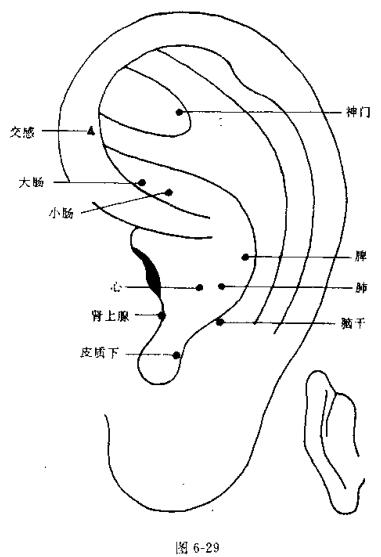 神门
交感
大肠
小肠
脾
心
肺
肾上腺
脑干
皮质下
图 6-29